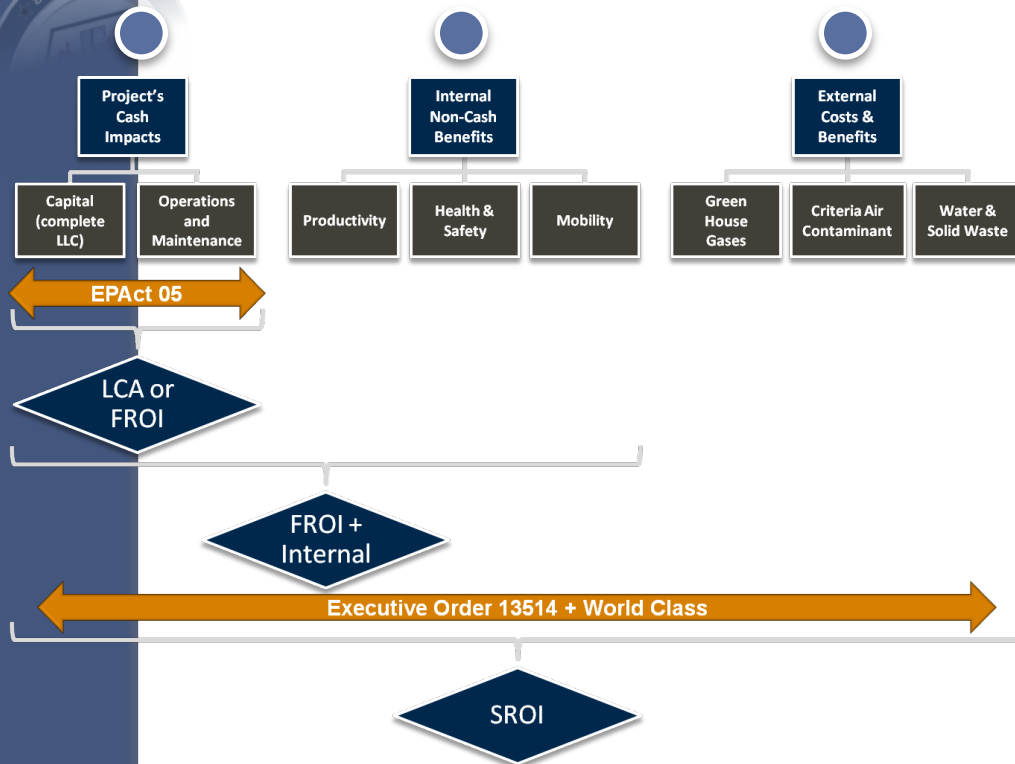 Project's
Cash
Impacts
Internal
Non-Cash
Benefits
External
Costs &
Benefits
Capital
(complete
LLC)
Operations
and
Maintenance
Productivity
Health &
Safety
Mobility
Green
House
Gases
Criteria Air
Contaminant
Water &
Solid Waste
EPAct 05
LCA or
FROI
FROI +
Internal
Executive Order 13514 + World Class
SROI